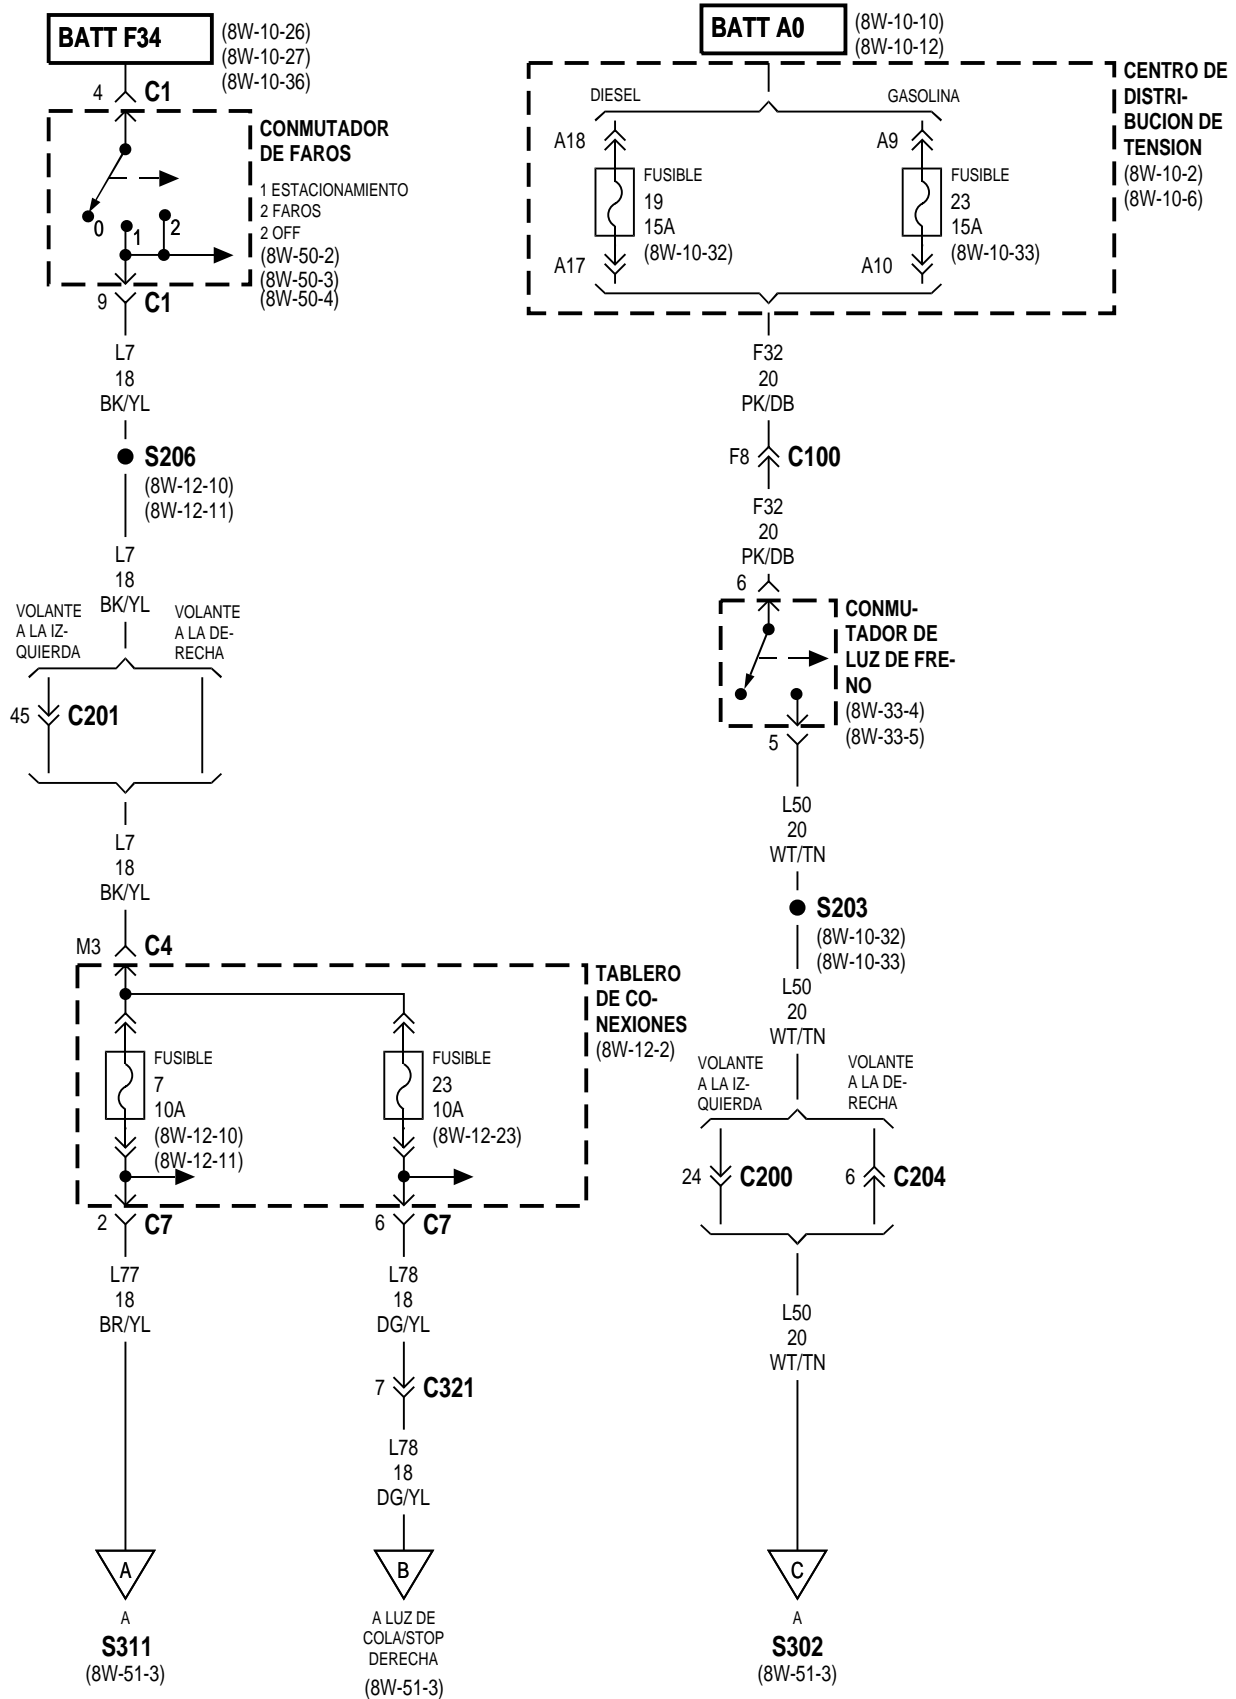 BATT F34
(8W-10-26)
(8W-10-27)
(8W-10-36)
4
C1
CONMUTADOR
DE FAROS
1 ESTACIONAMIENTO
2 FAROS
2 OFF
(8W-50-2)
(8W-50-3)
(8W-50-4)
0
1
2
9
C1
L7
18
BK/YL
S206
(8W-12-10)
(8W-12-11)
L7
18
BK/YL
VOLANTE
A LA IZ-
QUIERDA
VOLANTE
A LA DE-
RECHA
45
C201
L7
18
BK/YL
M3
C4
TABLERO
DE CO-
NEXIONES
(8W-12-2)
FUSIBLE
7
10A
(8W-12-10)
(8W-12-11)
FUSIBLE
23
10A
(8W-12-23)
2
C7
6
C7
L77
18
BR/YL
L78
18
DG/YL
7
C321
L78
18
DG/YL
A
A
S311
(8W-51-3)
B
A LUZ DE
COLA/STOP
DERECHA
(8W-51-3)
BATT A0
(8W-10-10)
(8W-10-12)
CENTRO DE
DISTRI-
BUCION DE
TENSION
(8W-10-2)
(8W-10-6)
DIESEL
GASOLINA
A18
FUSIBLE
19
15A
(8W-10-32)
A17
A9
FUSIBLE
23
15A
(8W-10-33)
A10
F32
20
PK/DB
F8
C100
F32
20
PK/DB
6
CONMU-
TADOR DE
LUZ DE FRE-
NO
(8W-33-4)
(8W-33-5)
5
L50
20
WT/TN
S203
(8W-10-32)
(8W-10-33)
L50
20
WT/TN
VOLANTE
A LA IZ-
QUIERDA
VOLANTE
A LA DE-
RECHA
24
C200
6
C204
L50
20
WT/TN
C
A
S302
(8W-51-3)